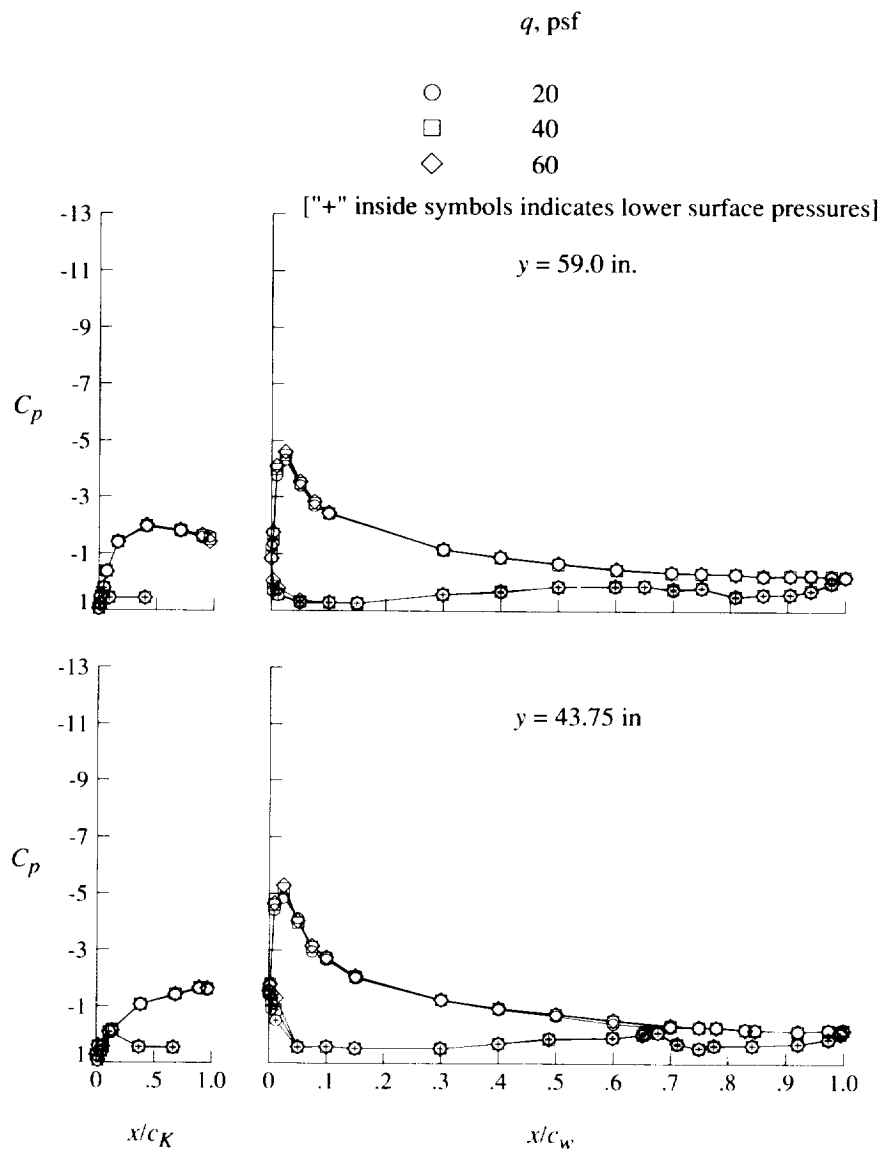 q, psf
20
40
60
["+" inside symbols indicates lower surface pressures]
y = 59.0 in.
-13
-11
-9
-7
-5
-3
-1
1
C_p
y = 43.75 in
-13
-11
-9
-7
-5
-3
-1
1
C_p
0 .5 1.0
x/c_K
0 .1 .2 .3 .4 .5 .6 .7 .8 .9 1.0
x/c_w